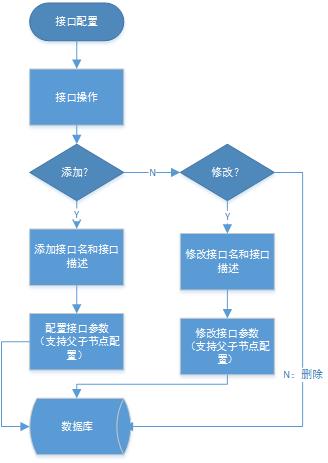 接口配置
接口操作
添加？
N
修改？
Y
Y
添加接口名和接口
描述
修改接口名和接口
描述
配置接口参数
（支持父子节点配
置）
修改接口参数
（支持父子节点配
置）
N：删除
数据库